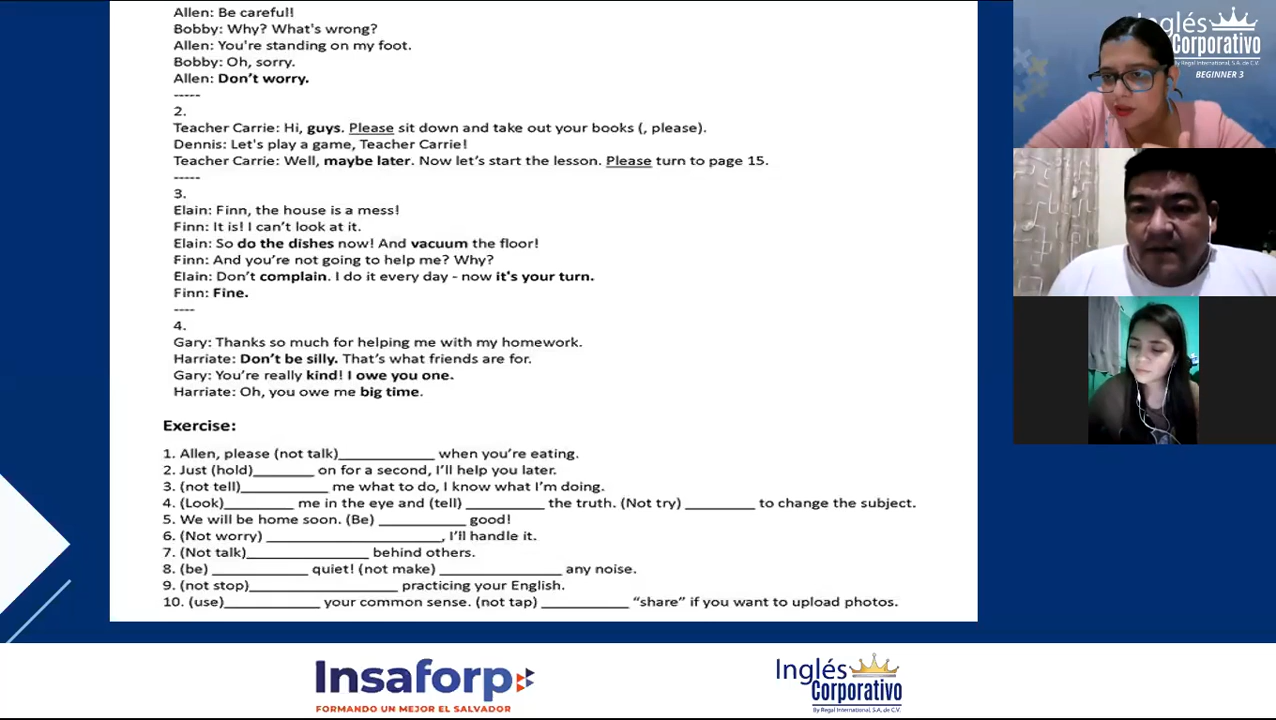 Allen: Be careful!
Bobby: Why? What's wrong?
Allen: You're standing on my foot.
Bobby: Oh, sorry.
Allen: Don't worry.
-----
2.
Teacher Carrie: Hi, guys. Please sit down and take out your books (, please).
Dennis: Let's play a game, Teacher Carrie!
Teacher Carrie: Well, maybe later. Now let's start the lesson. Please turn to page 15.
-----
3.
Elain: Finn, the house is a mess!
Finn: It is! I can't look at it.
Elain: So do the dishes now! And vacuum the floor!
Finn: And you're not going to help me? Why?
Elain: Don't complain. I do it every day - now it's your turn.
Finn: Fine.
----
4.
Gary: Thanks so much for helping me with my homework.
Harriate: Don't be silly. That's what friends are for.
Gary: You're really kind! I owe you one.
Harriate: Oh, you owe me big time.
Exercise:
1. Allen, please (not talk)____________ when you're eating.
2. Just (hold)________ on for a second, I'll help you later.
3. (not tell)___________ me what to do, I know what I'm doing.
4. (Look)_________ me in the eye and (tell) __________ the truth. (Not try) _________ to change the subject.
5. We will be home soon. (Be) ___________ good!
6. (Not worry) ______________________, I'll handle it.
7. (Not talk)________________ behind others.
8. (be) ____________ quiet! (not make) ________________ any noise.
9. (not stop)___________________ practicing your English.
10. (use)____________ your common sense. (not tap) ___________ "share" if you want to upload photos.
Inglés
Corporativo
By Regal International, S.A. de C.V.
BEGINNER 3
Insaforp
FORMANDO UN MEJOR EL SALVADOR
Inglés
Corporativo
By Regal International, S.A. de C.V.